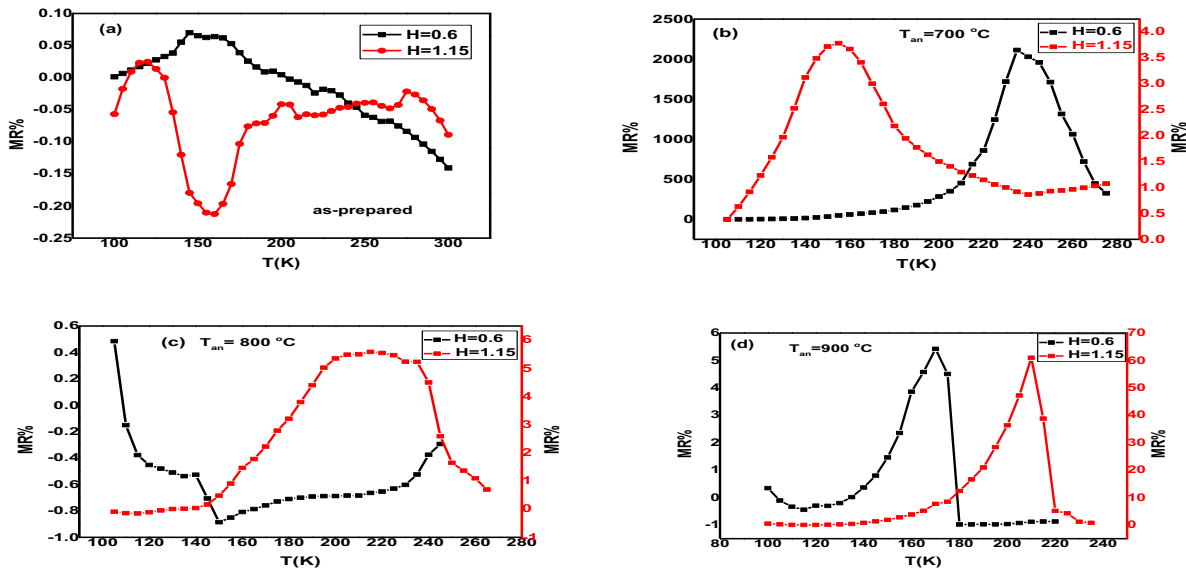 (a)
H=0.6
H=1.15
as-prepared
MR%
0.10
0.05
0.00
-0.05
-0.10
-0.15
-0.20
-0.25
100 150 200 250 300
T(K)
(b)
T_an=700 °C
H=0.6
H=1.15
MR%
2500
2000
1500
1000
500
0
4.0
3.5
3.0
2.5
2.0
1.5
1.0
0.5
0.0
MR%
100 120 140 160 180 200 220 240 260 280
T(K)
(c)
T_an= 800 °C
H=0.6
H=1.15
MR%
0.6
0.4
0.2
0.0
-0.2
-0.4
-0.6
-0.8
-1.0
6
5
4
3
2
1
0
-1
MR%
100 120 140 160 180 200 220 240 260 280
T(K)
(d)
T_an=900 °C
H=0.6
H=1.15
MR%
6
5
4
3
2
1
0
-1
70
60
50
40
30
20
10
0
MR%
80 100 120 140 160 180 200 220 240
T(K)